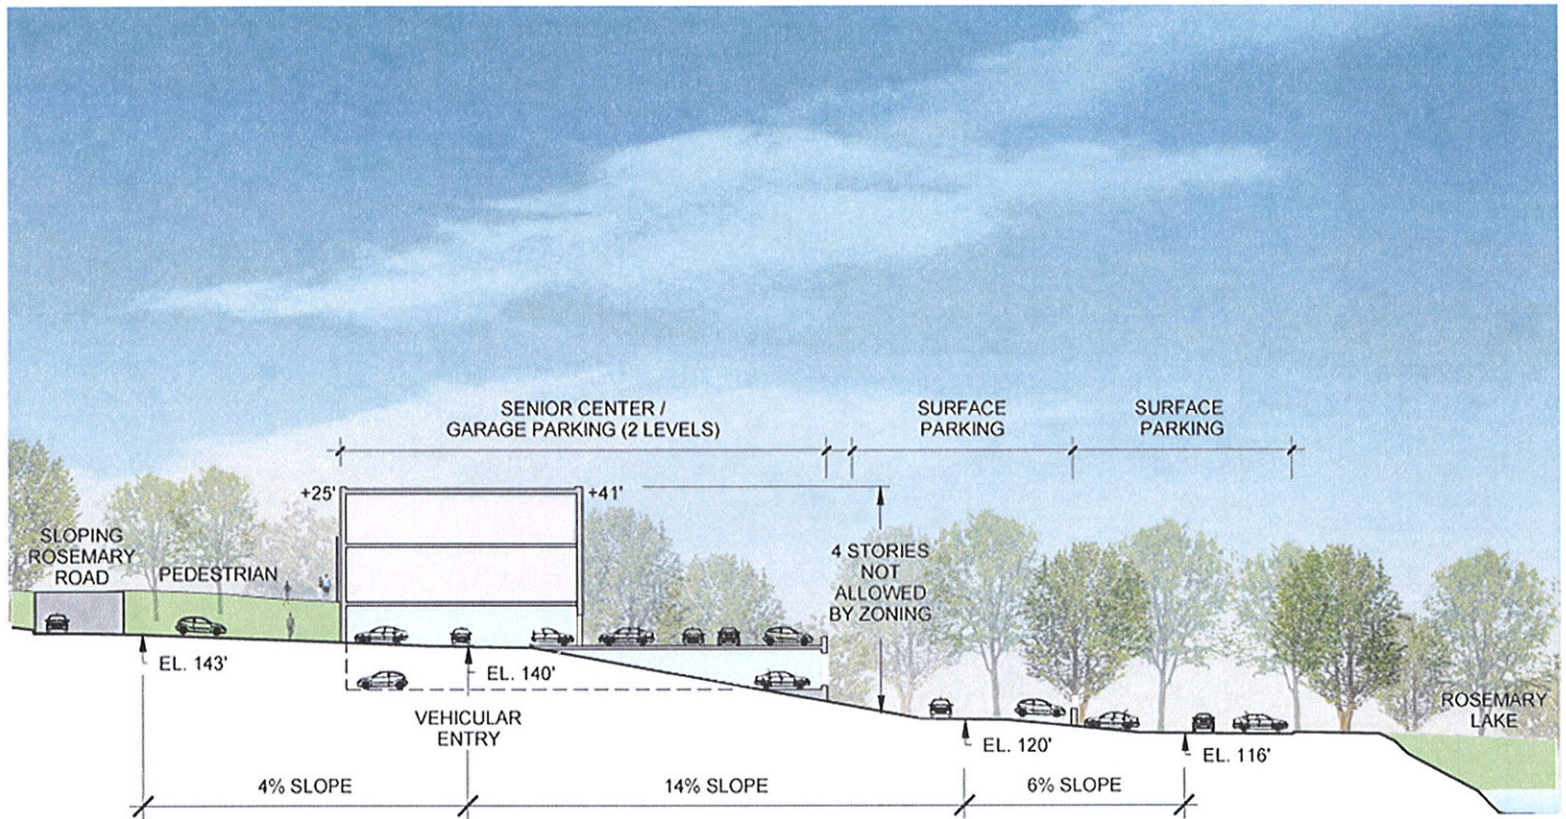 SENIOR CENTER /
GARAGE PARKING (2 LEVELS)
SURFACE
PARKING
SURFACE
PARKING
+25'
+41'
SLOPING
ROSEMARY
ROAD
PEDESTRIAN
4 STORIES
NOT
ALLOWED
BY ZONING
EL. 143'
EL. 140'
VEHICULAR
ENTRY
EL. 120'
EL. 116'
ROSEMARY
LAKE
4% SLOPE
14% SLOPE
6% SLOPE